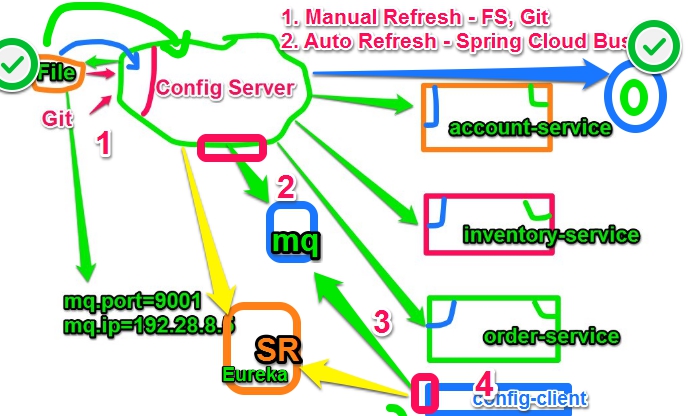 1. Manual Refresh - FS, Git
2. Auto Refresh - Spring Cloud Bus
File
Config Server
Git
1
account-service
2
mq
inventory-service
mq.port=9001
mq.ip=192.28.8.5
3
order-service
SR
Eureka
4
config-client